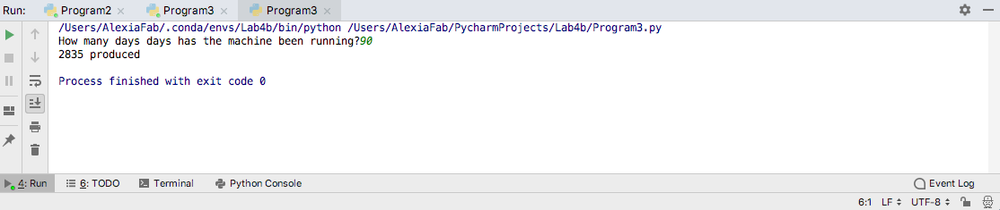 Run: Program2 × Program3 × Program3 ×
/Users/AlexiaFab/.conda/envs/Lab4b/bin/python /Users/AlexiaFab/PycharmProjects/Lab4b/Program3.py
How many days days has the machine been running?90
2835 produced
Process finished with exit code 0
4: Run 6: TODO Terminal Python Console Event Log
6:1 LF UTF-8